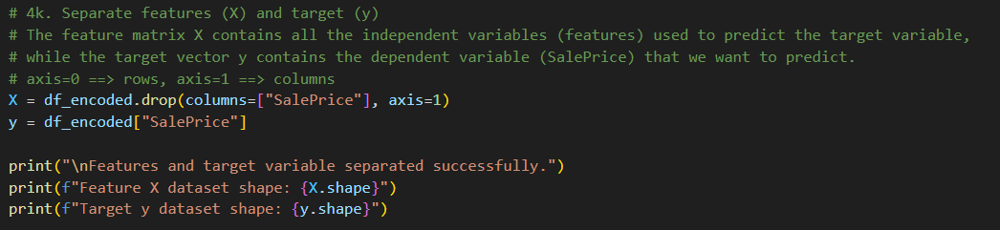 # 4k. Separate features (X) and target (y)
# The feature matrix X contains all the independent variables (features) used to predict the target variable,
# while the target vector y contains the dependent variable (SalePrice) that we want to predict.
# axis=0 ==> rows, axis=1 ==> columns
X = df_encoded.drop(columns=["SalePrice"], axis=1)
y = df_encoded["SalePrice"]

print("\nFeatures and target variable separated successfully.")
print(f"Feature X dataset shape: {X.shape}")
print(f"Target y dataset shape: {y.shape}")